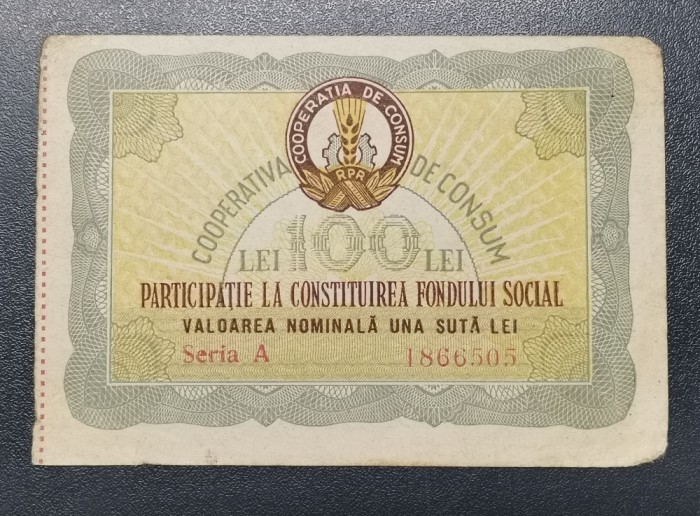 COOPERATIA DE CONSUM
RPR
COOPERATIVA DE CONSUM
LEI 100 LEI
PARTICIPAȚIE LA CONSTITUIREA FONDULUI SOCIAL
VALOAREA NOMINALĂ UNA SUTĂ LEI
Seria A 1866505